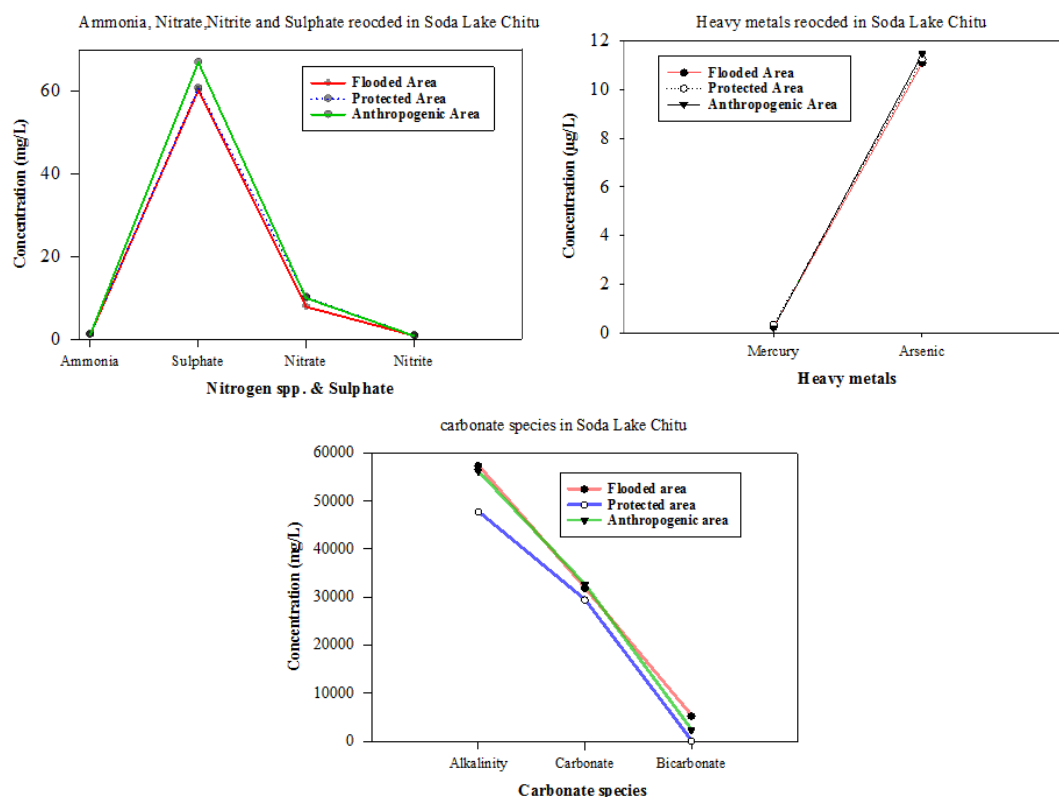 Ammonia, Nitrate,Nitrite and Sulphate reocded in Soda Lake Chitu
Concentration (mg/L)
60
40
20
0
Flooded Area
Protected Area
Anthropogenic Area
Ammonia Sulphate Nitrate Nitrite
Nitrogen spp. & Sulphate
Heavy metals reocded in Soda Lake Chitu
Concentration (µg/L)
12
10
8
6
4
2
0
Flooded Area
Protected Area
Anthropogenic Area
Mercury Arsenic
Heavy metals
carbonate species in Soda Lake Chitu
Concentration (mg/L)
60000
50000
40000
30000
20000
10000
0
Flooded area
Protected area
Anthropogenic area
Alkalinity Carbonate Bicarbonate
Carbonate species